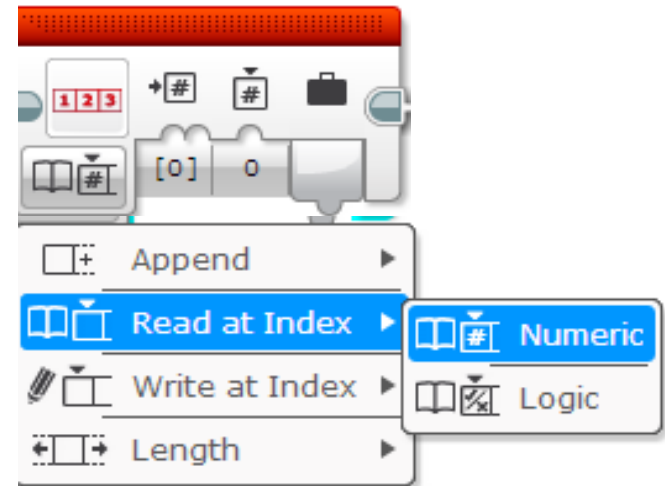 1 2 3
#
#
#
[0]
0
Append
Read at Index
# Numeric
Write at Index
Logic
Length